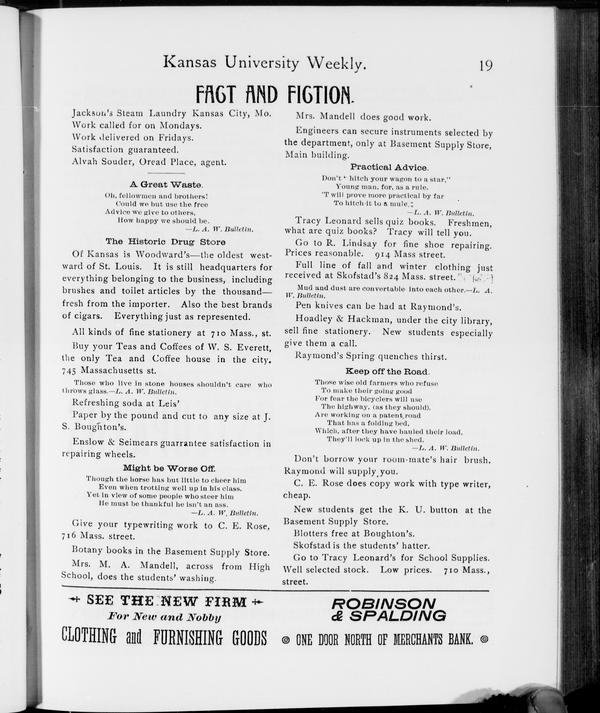 Kansas University Weekly. 19
FACT AND FICTION.
Jackson's Steam Laundry Kansas City, Mo.
Work called for on Mondays.
Work delivered on Fridays.
Satisfaction guaranteed.
Alvah Souder, Oread Place, agent.
A Great Waste.
Oh, fellowmen and brothers!
Could we but use the free
Advice we give to others,
How happy we should be.
—L. A. W. Bulletin.
The Historic Drug Store
Of Kansas is Woodward's—the oldest west-
ward of St. Louis. It is still headquarters for
everything belonging to the business, including
brushes and toilet articles by the thousand—
fresh from the importer. Also the best brands
of cigars. Everything just as represented.
All kinds of fine stationery at 710 Mass., st.
Buy your Teas and Coffees of W. S. Everett,
the only Tea and Coffee house in the city.
745 Massachusetts st.
Those who live in stone houses shouldn't care who
throws glass.—L. A. W. Bulletin.
Refreshing soda at Leis'
Paper by the pound and cut to any size at J.
S. Boughton's.
Enslow & Seimears guarrantee satisfaction in
repairing wheels.
Might be Worse Off.
Though the horse has but little to cheer him
Even when trotting well up in his class,
Yet in view of some people who steer him
He must be thankful he isn't an ass.
—L. A. W. Bulletin.
Give your typewriting work to C. E. Rose,
716 Mass. street.
Botany books in the Basement Supply Store.
Mrs. M. A. Mandell, across from High
School, does the students' washing.
Mrs. Mandell does good work.
Engineers can secure instruments selected by
the department, only at Basement Supply Store,
Main building.
Practical Advice.
Don't "hitch your wagon to a star,"
Young man, for, as a rule,
'T will prove more practical by far
To hitch it to a mule.
—L. A. W. Bulletin.
Tracy Leonard sells quiz books. Freshmen,
what are quiz books? Tracy will tell you.
Go to R. Lindsay for fine shoe repairing.
Prices reasonable. 914 Mass street.
Full line of fall and winter clothing just
received at Skofstad's 824 Mass. street.
Mud and dust are convertable into each other.—L. A.
W. Bulletin.
Pen knives can be had at Raymond's.
Hoadley & Hackman, under the city library,
sell fine stationery. New students especially
give them a call.
Raymond's Spring quenches thirst.
Keep off the Road.
Those wise old farmers who refuse
To make their going good
For fear the bicyclers will use
The highway, (as they should),
Are working on a patent road
That has a folding bed,
Which, after they have hauled their load,
They'll lock up in the shed.
—L. A. W. Bulletin.
Don't borrow your room-mate's hair brush.
Raymond will supply you.
C. E. Rose does copy work with type writer,
cheap.
New students get the K. U. button at the
Basement Supply Store.
Blotters free at Boughton's.
Skofstad is the students' hatter.
Go to Tracy Leonard's for School Supplies.
Well selected stock. Low prices. 710 Mass.,
street.
SEE THE NEW FIRM
For New and Nobby
CLOTHING and FURNISHING GOODS
ROBINSON
& SPALDING
ONE DOOR NORTH OF MERCHANTS BANK.